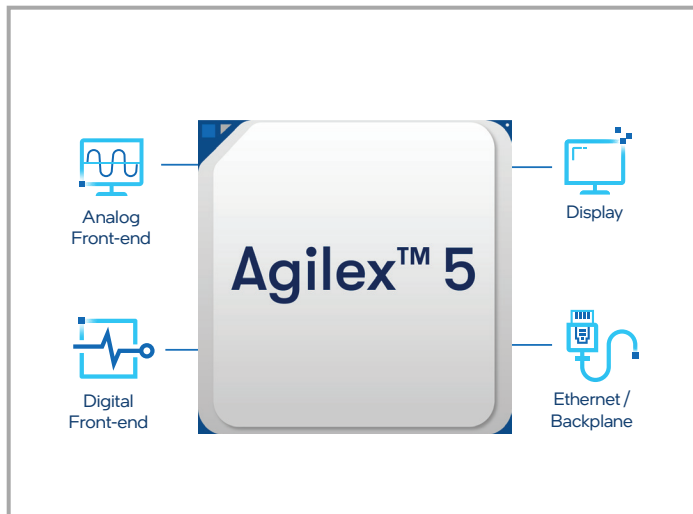 Analog
Front-end
Agilex™ 5
Display
Digital
Front-end
Ethernet /
Backplane